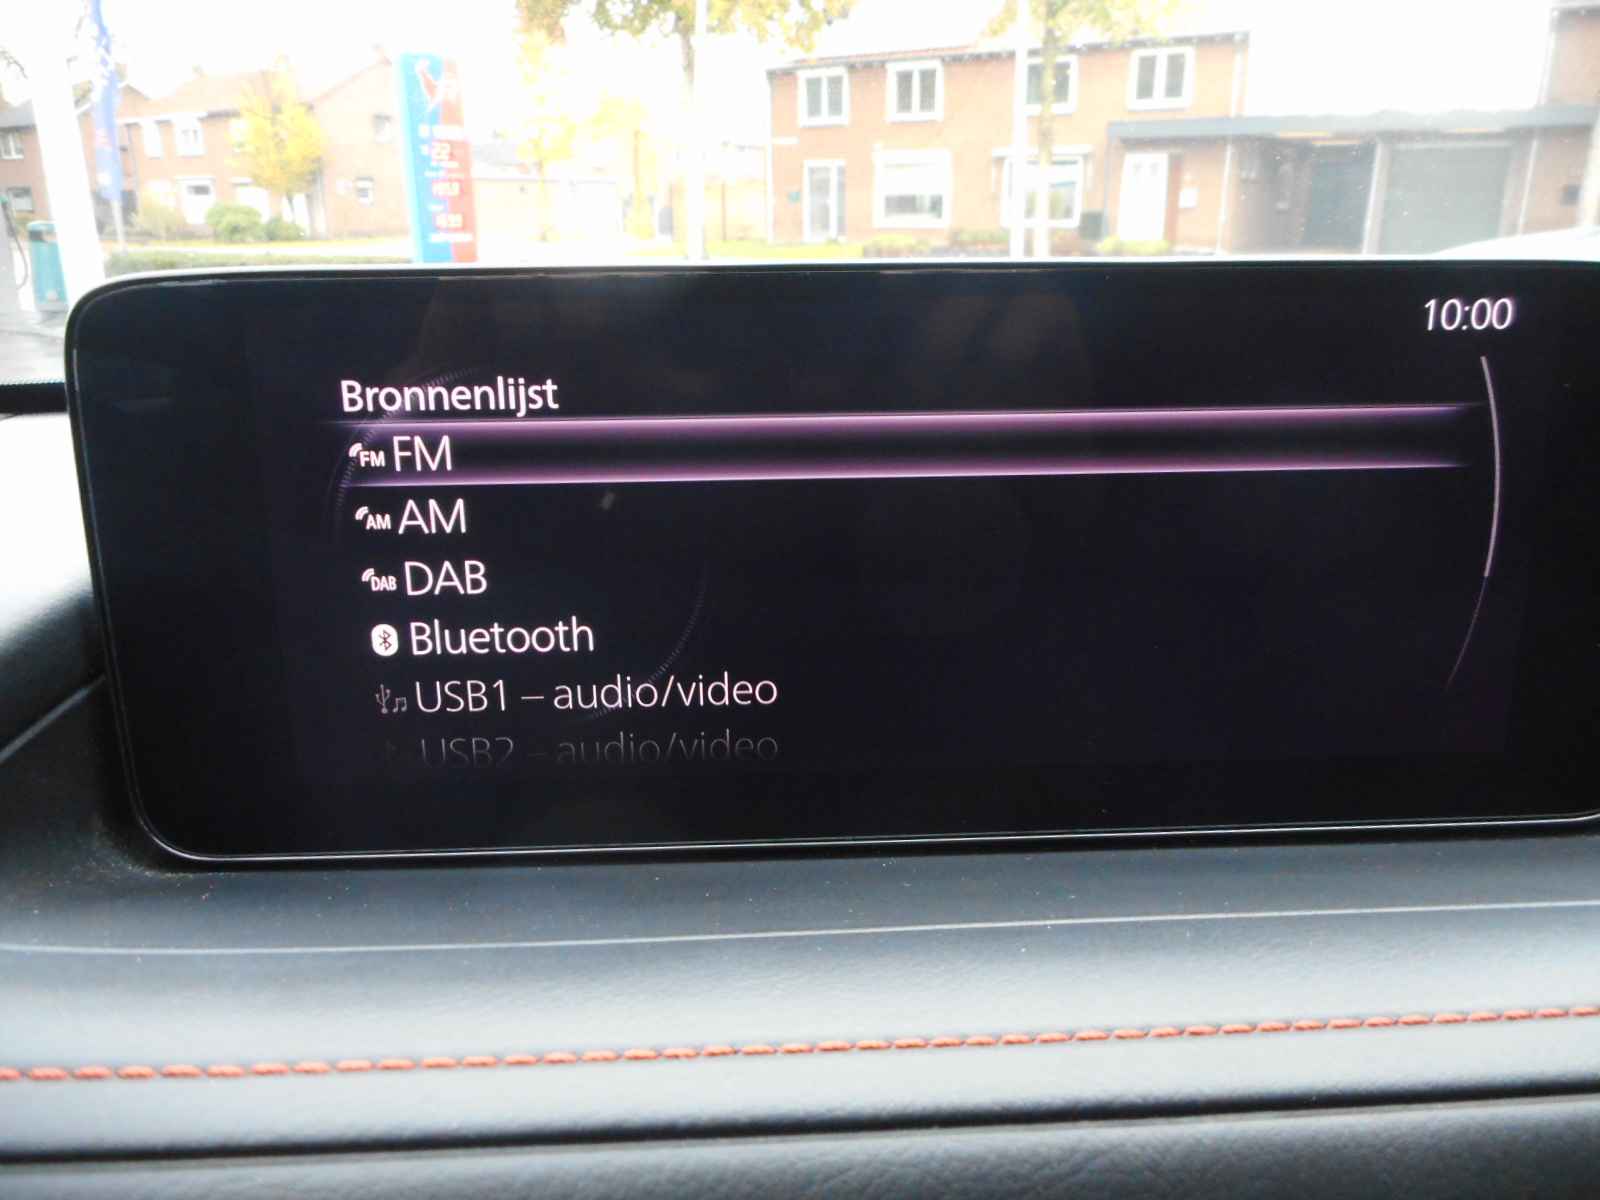 10:00
Bronnenlijst
FM FM
AM AM
DAB DAB
Bluetooth
USB1 – audio/video
USB2 – audio/video